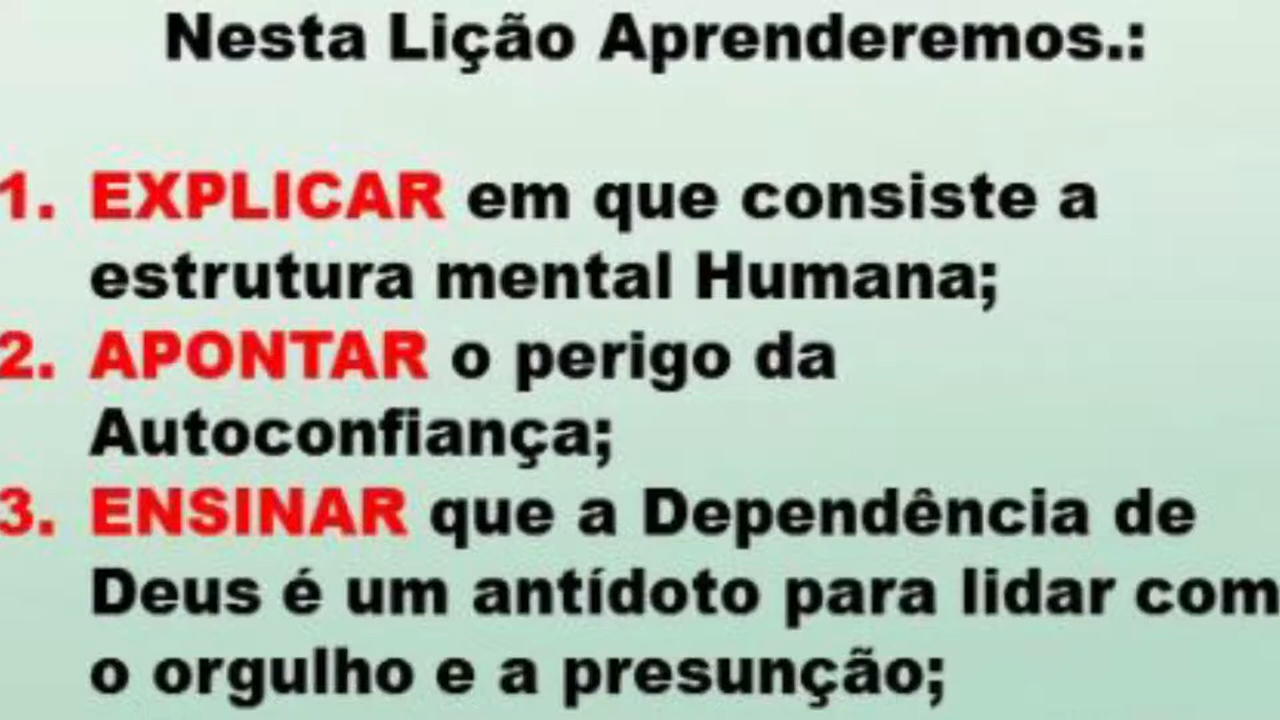 Nesta Lição Aprenderemos.:
1. EXPLICAR em que consiste a
estrutura mental Humana;
2. APONTAR o perigo da
Autoconfiança;
3. ENSINAR que a Dependência de
Deus é um antídoto para lidar com
o orgulho e a presunção;